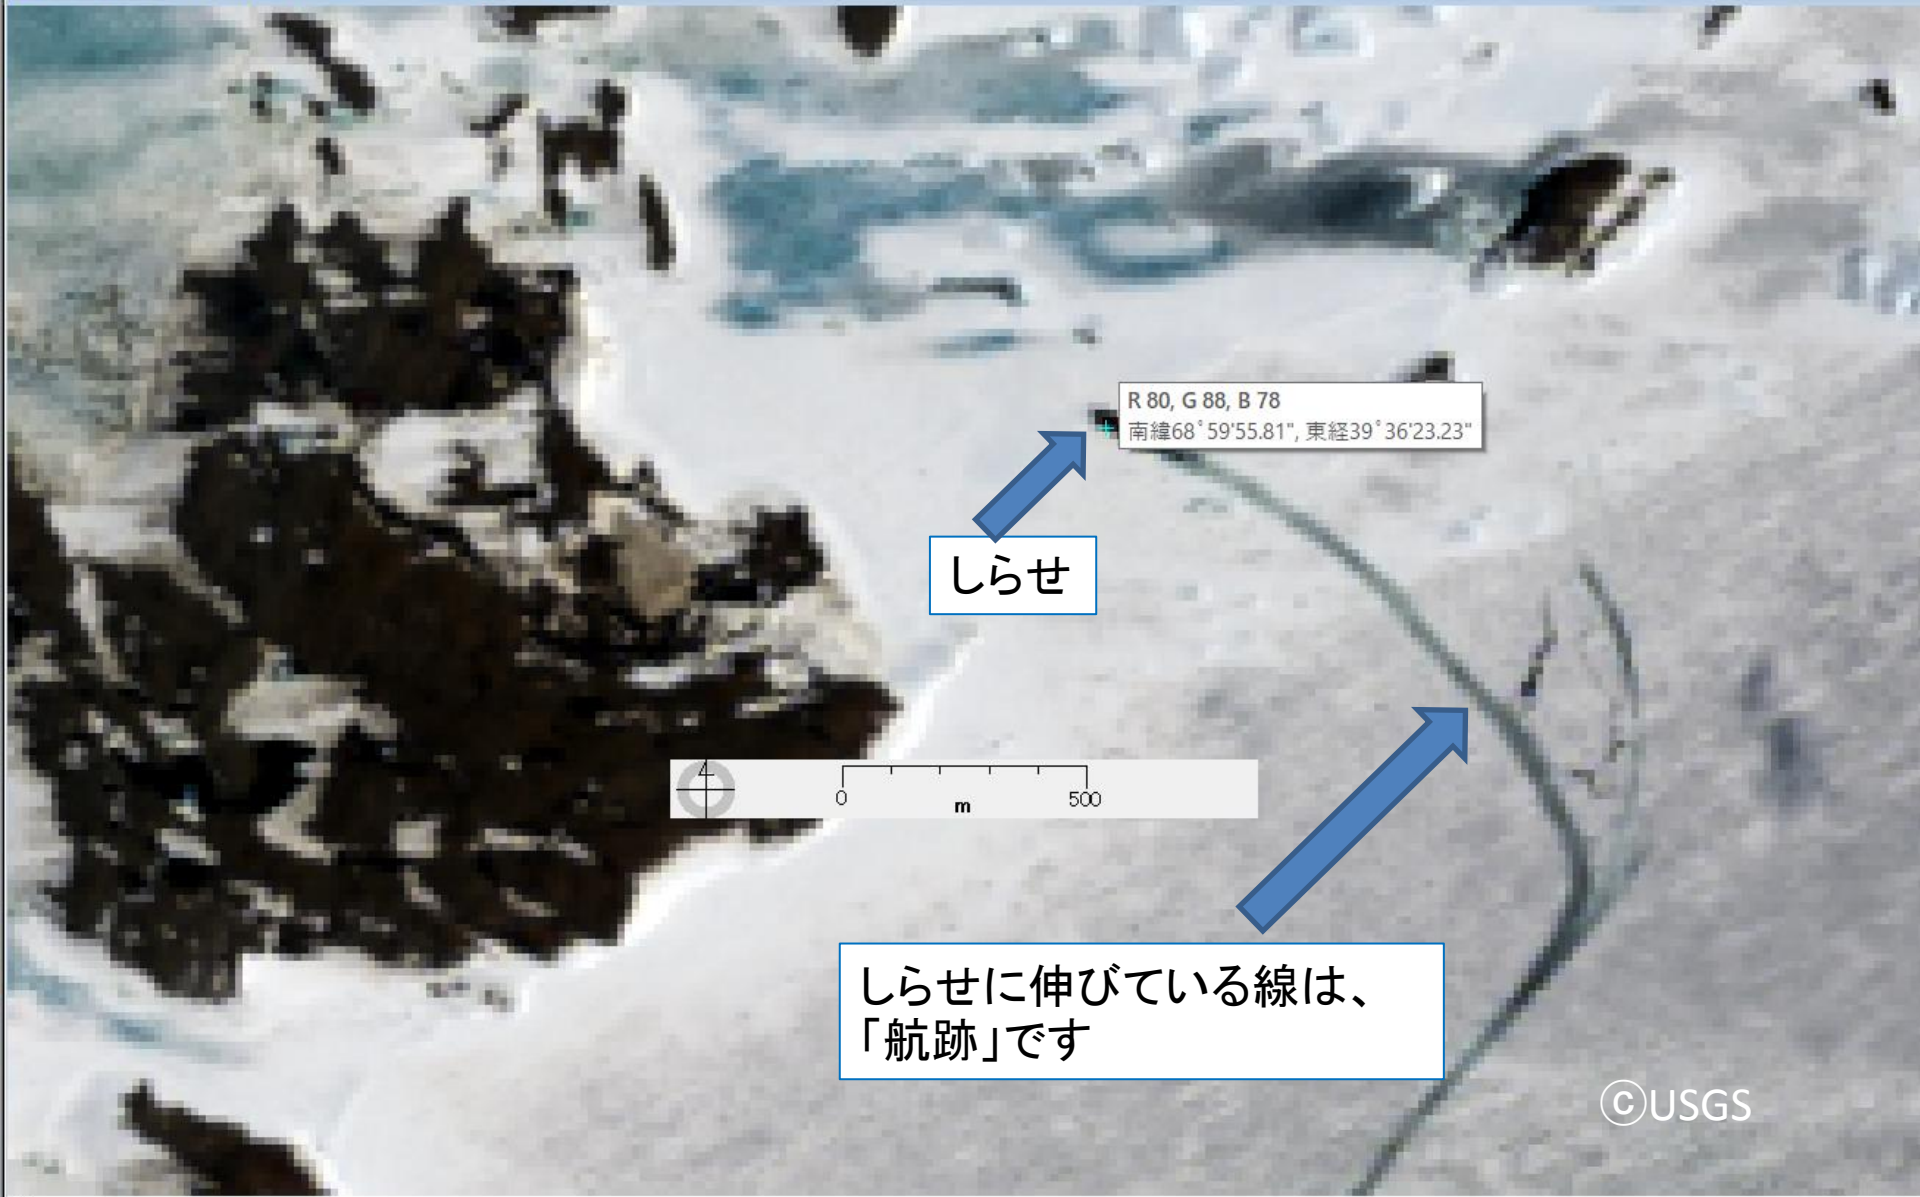 R 80, G 88, B 78
南緯68°59'55.81", 東経39°36'23.23"
しらせ
0 500
m
しらせに伸びている線は、
「航跡」です
©USGS